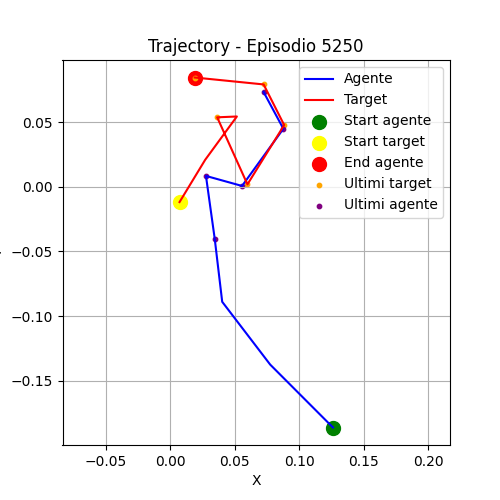 Trajectory - Episodio 5250
Agente
Target
Start agente
Start target
End agente
Ultimi target
Ultimi agente
0.05
0.00
−0.05
−0.10
−0.15
−0.05
0.00
0.05
0.10
0.15
0.20
X